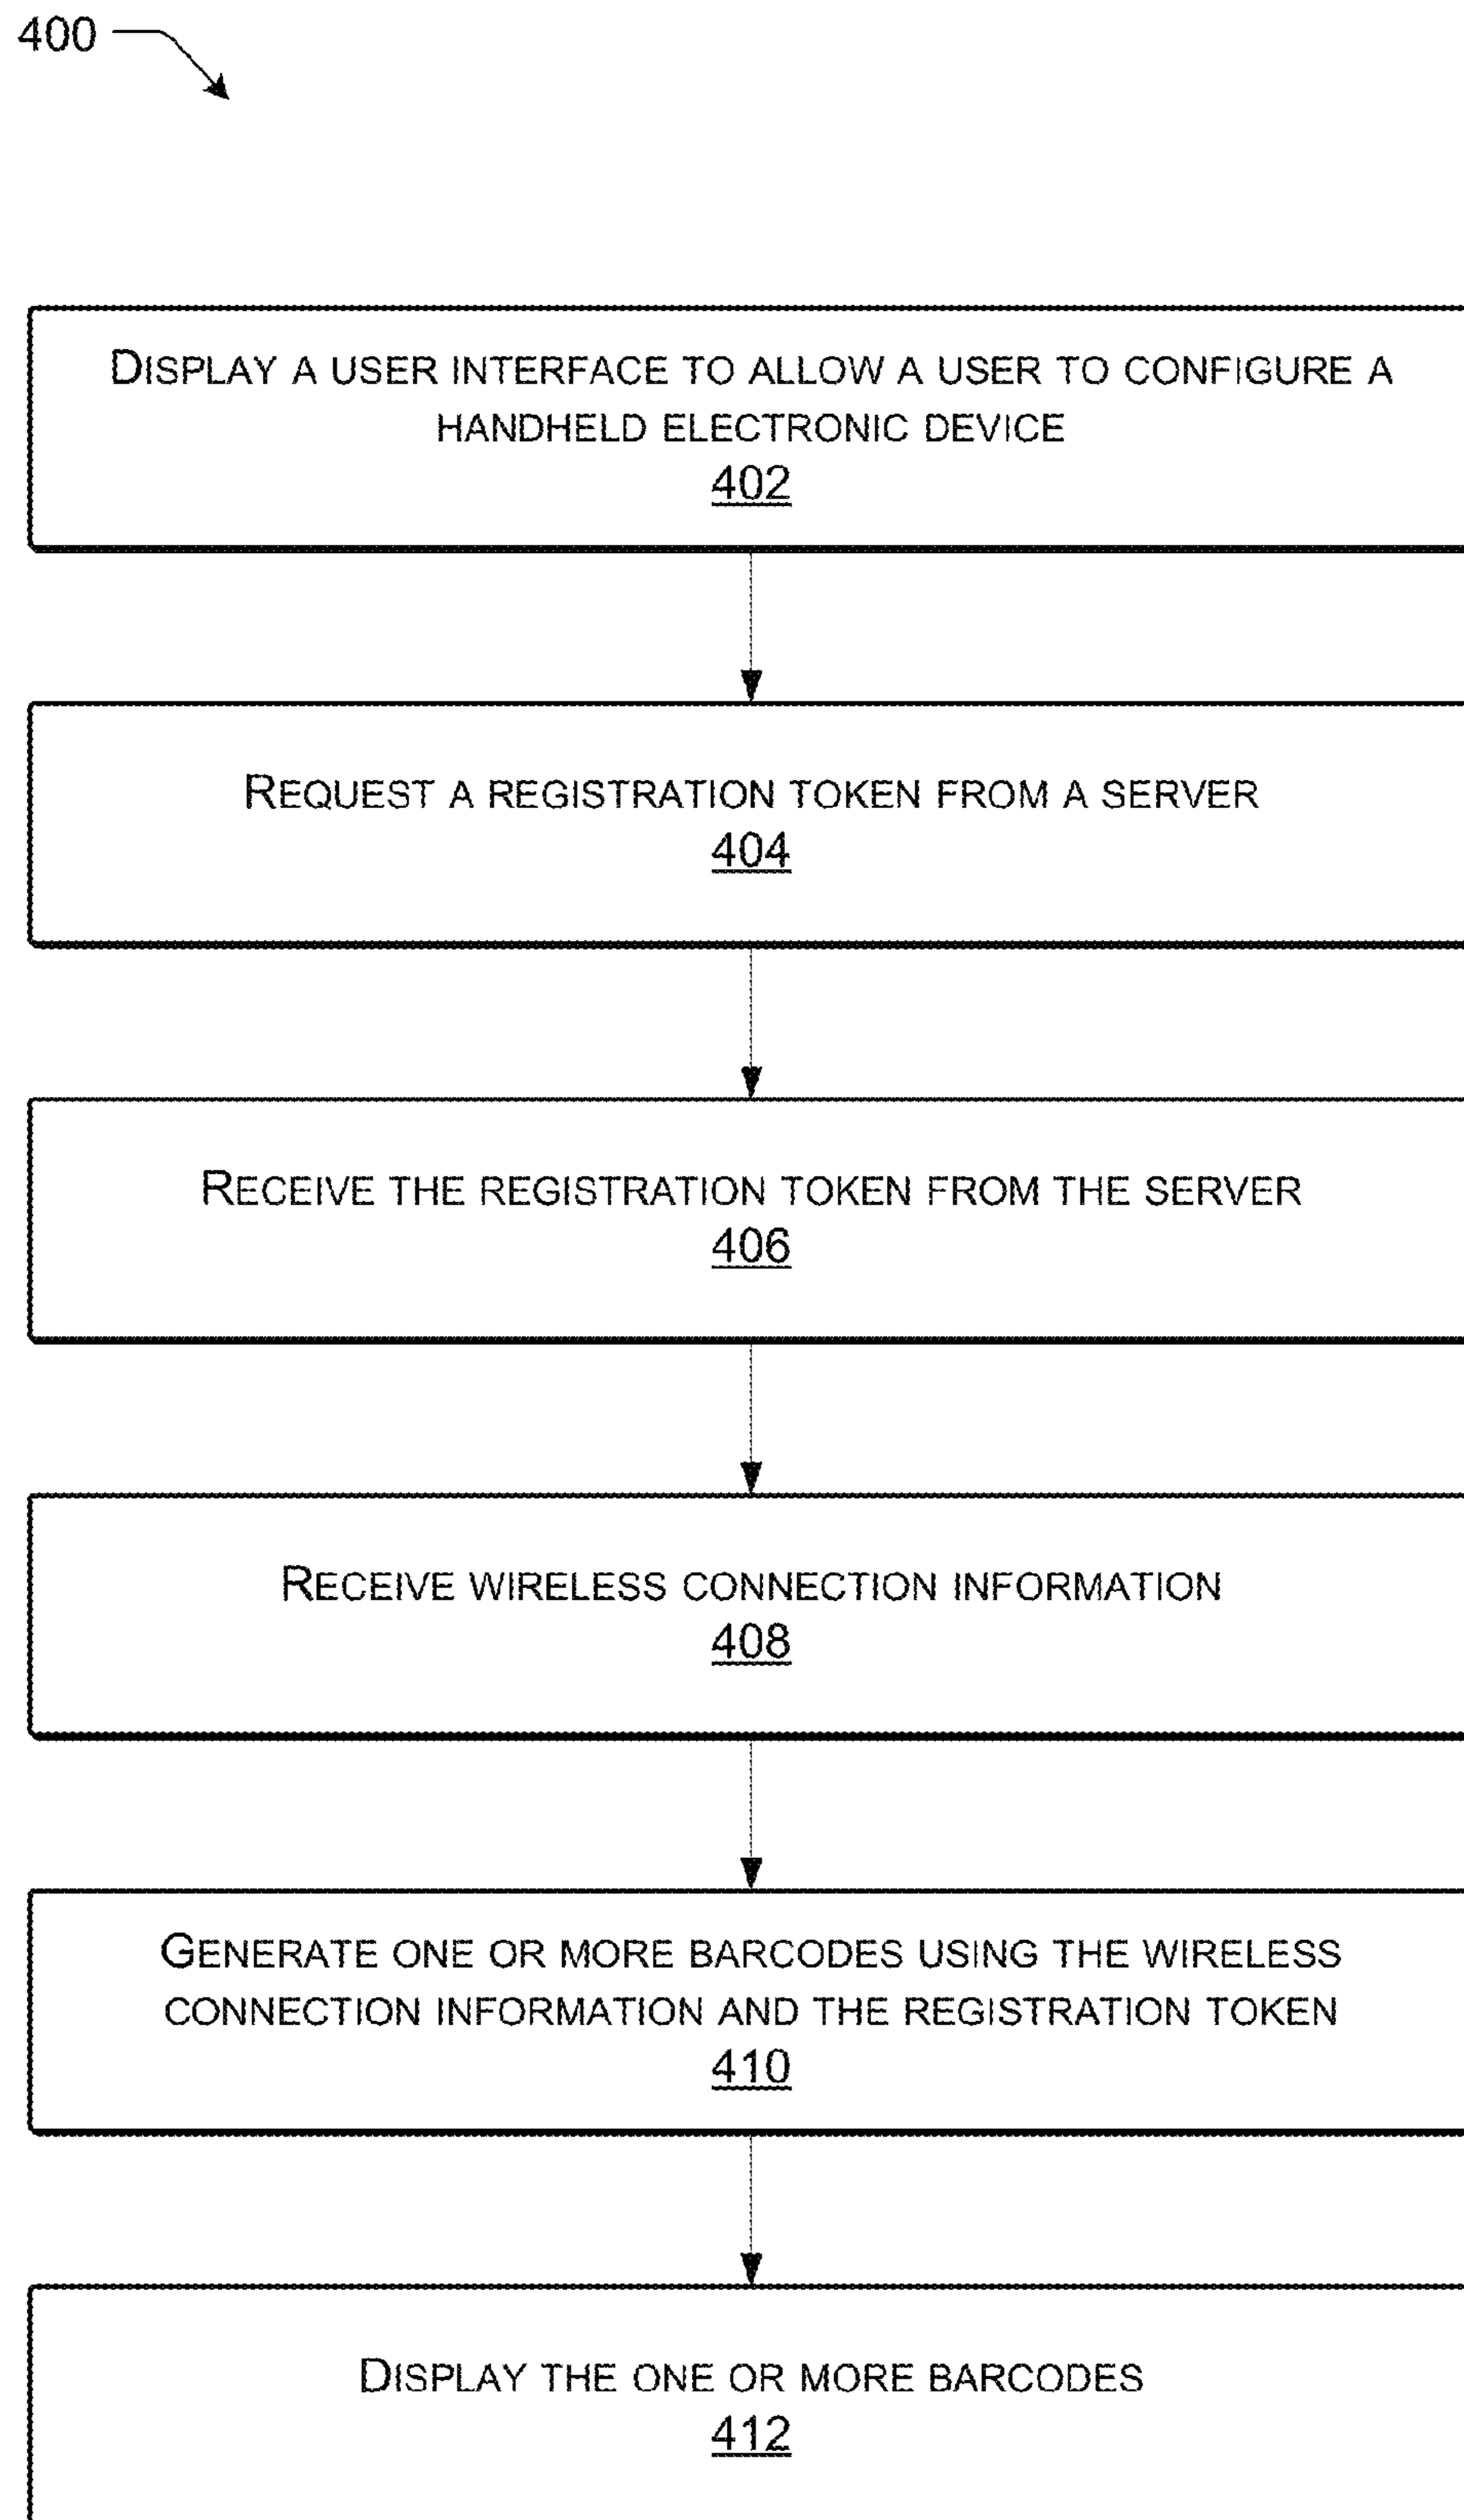 400
DISPLAY A USER INTERFACE TO ALLOW A USER TO CONFIGURE A
HANDHELD ELECTRONIC DEVICE
402
REQUEST A REGISTRATION TOKEN FROM A SERVER
404
RECEIVE THE REGISTRATION TOKEN FROM THE SERVER
406
RECEIVE WIRELESS CONNECTION INFORMATION
408
GENERATE ONE OR MORE BARCODES USING THE WIRELESS
CONNECTION INFORMATION AND THE REGISTRATION TOKEN
410
DISPLAY THE ONE OR MORE BARCODES
412